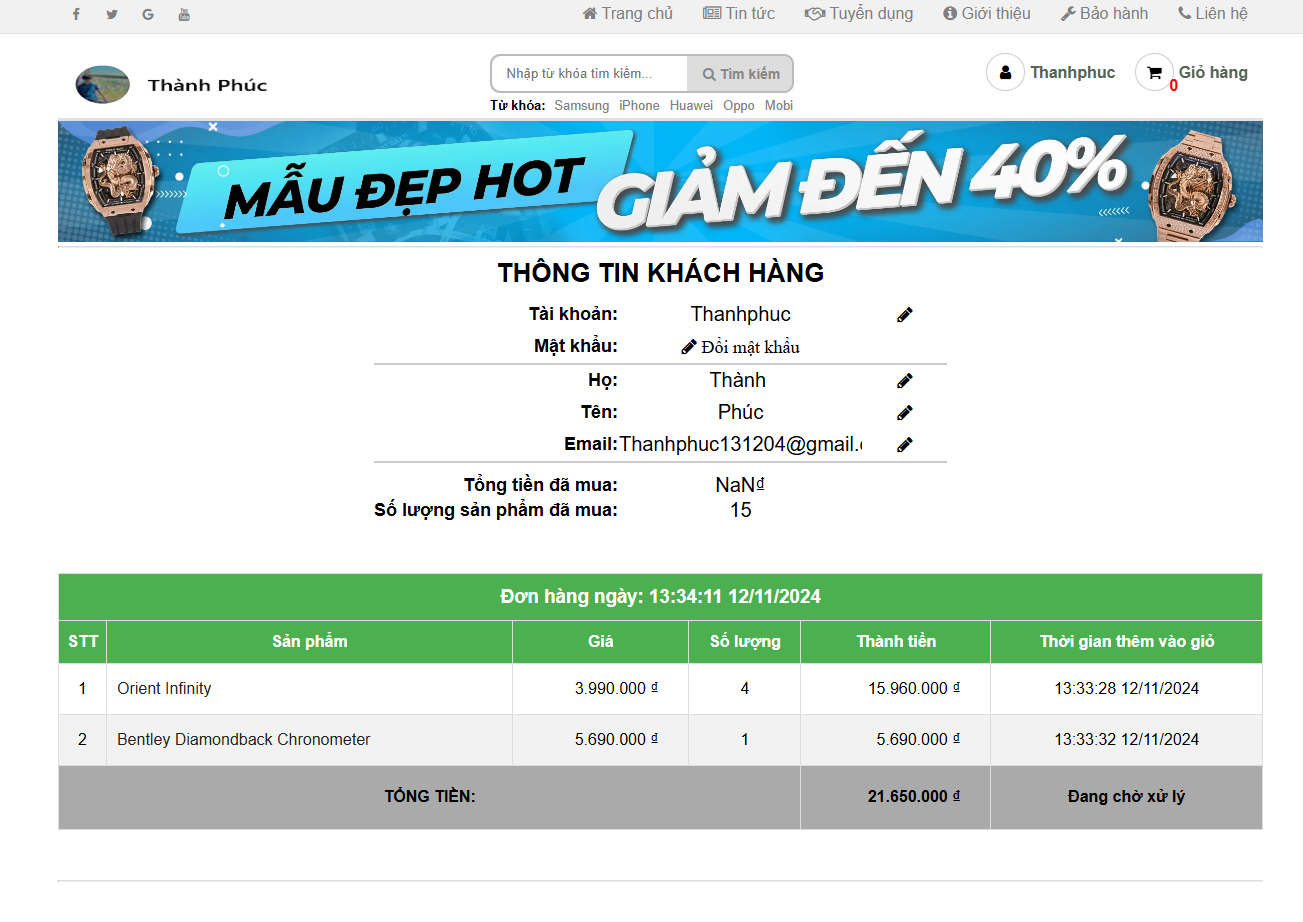 Trang chủ Tin tức Tuyển dụng Giới thiệu Bảo hành Liên hệ
Thành Phúc
Nhập từ khóa tìm kiếm... Tìm kiếm
Thanhphuc Giỏ hàng 0
Từ khóa: Samsung iPhone Huawei Oppo Mobi
MẪU ĐẸP HOT GIẢM ĐẾN 40%
THÔNG TIN KHÁCH HÀNG
Tài khoản: Thanhphuc
Mật khẩu: Đổi mật khẩu
Họ: Thành
Tên: Phúc
Email: Thanhphuc131204@gmail.
Tổng tiền đã mua: NaN₫
Số lượng sản phẩm đã mua: 15
Đơn hàng ngày: 13:34:11 12/11/2024
STT Sản phẩm Giá Số lượng Thành tiền Thời gian thêm vào giỏ
1 Orient Infinity 3.990.000 ₫ 4 15.960.000 ₫ 13:33:28 12/11/2024
2 Bentley Diamondback Chronometer 5.690.000 ₫ 1 5.690.000 ₫ 13:33:32 12/11/2024
TỔNG TIỀN: 21.650.000 ₫ Đang chờ xử lý